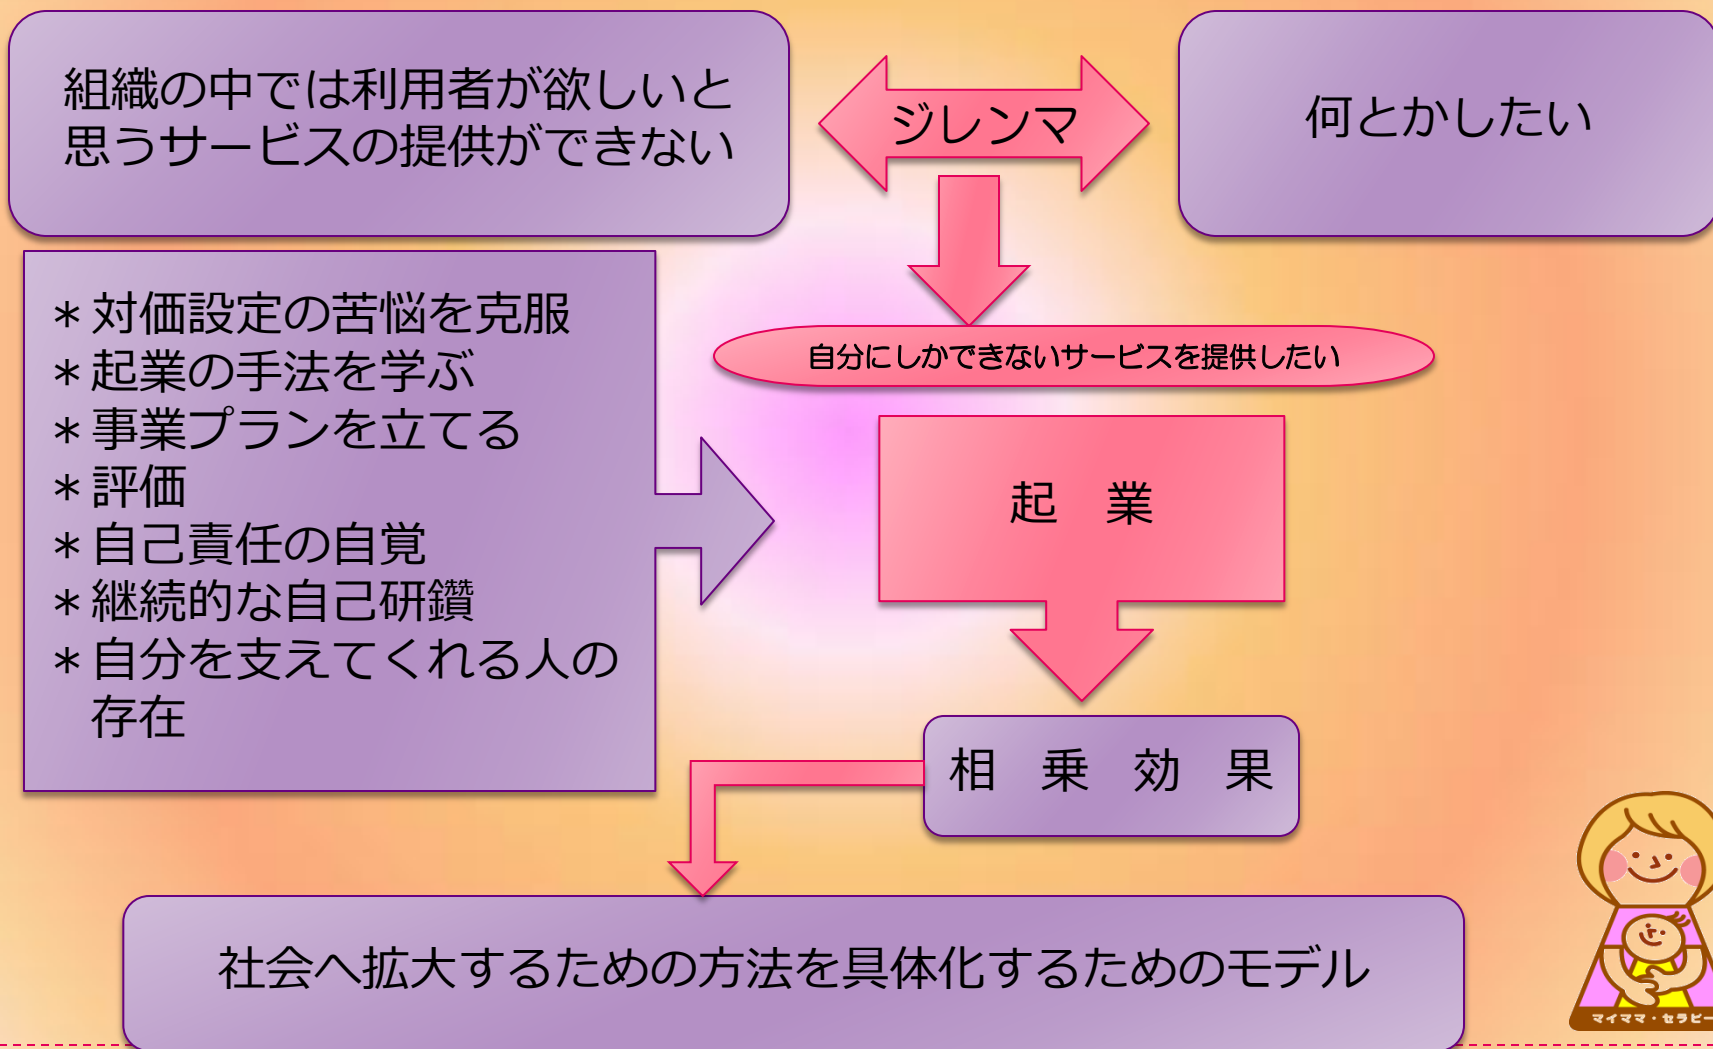 組織の中では利用者が欲しいと
思うサービスの提供ができない
ジレンマ
何とかしたい
自分にしかできないサービスを提供したい
＊対価設定の苦悩を克服
＊起業の手法を学ぶ
＊事業プランを立てる
＊評価
＊自己責任の自覚
＊継続的な自己研鑽
＊自分を支えてくれる人の
存在
起　業
相　乗　効　果
社会へ拡大するための方法を具体化するためのモデル
マイママ・セラピー